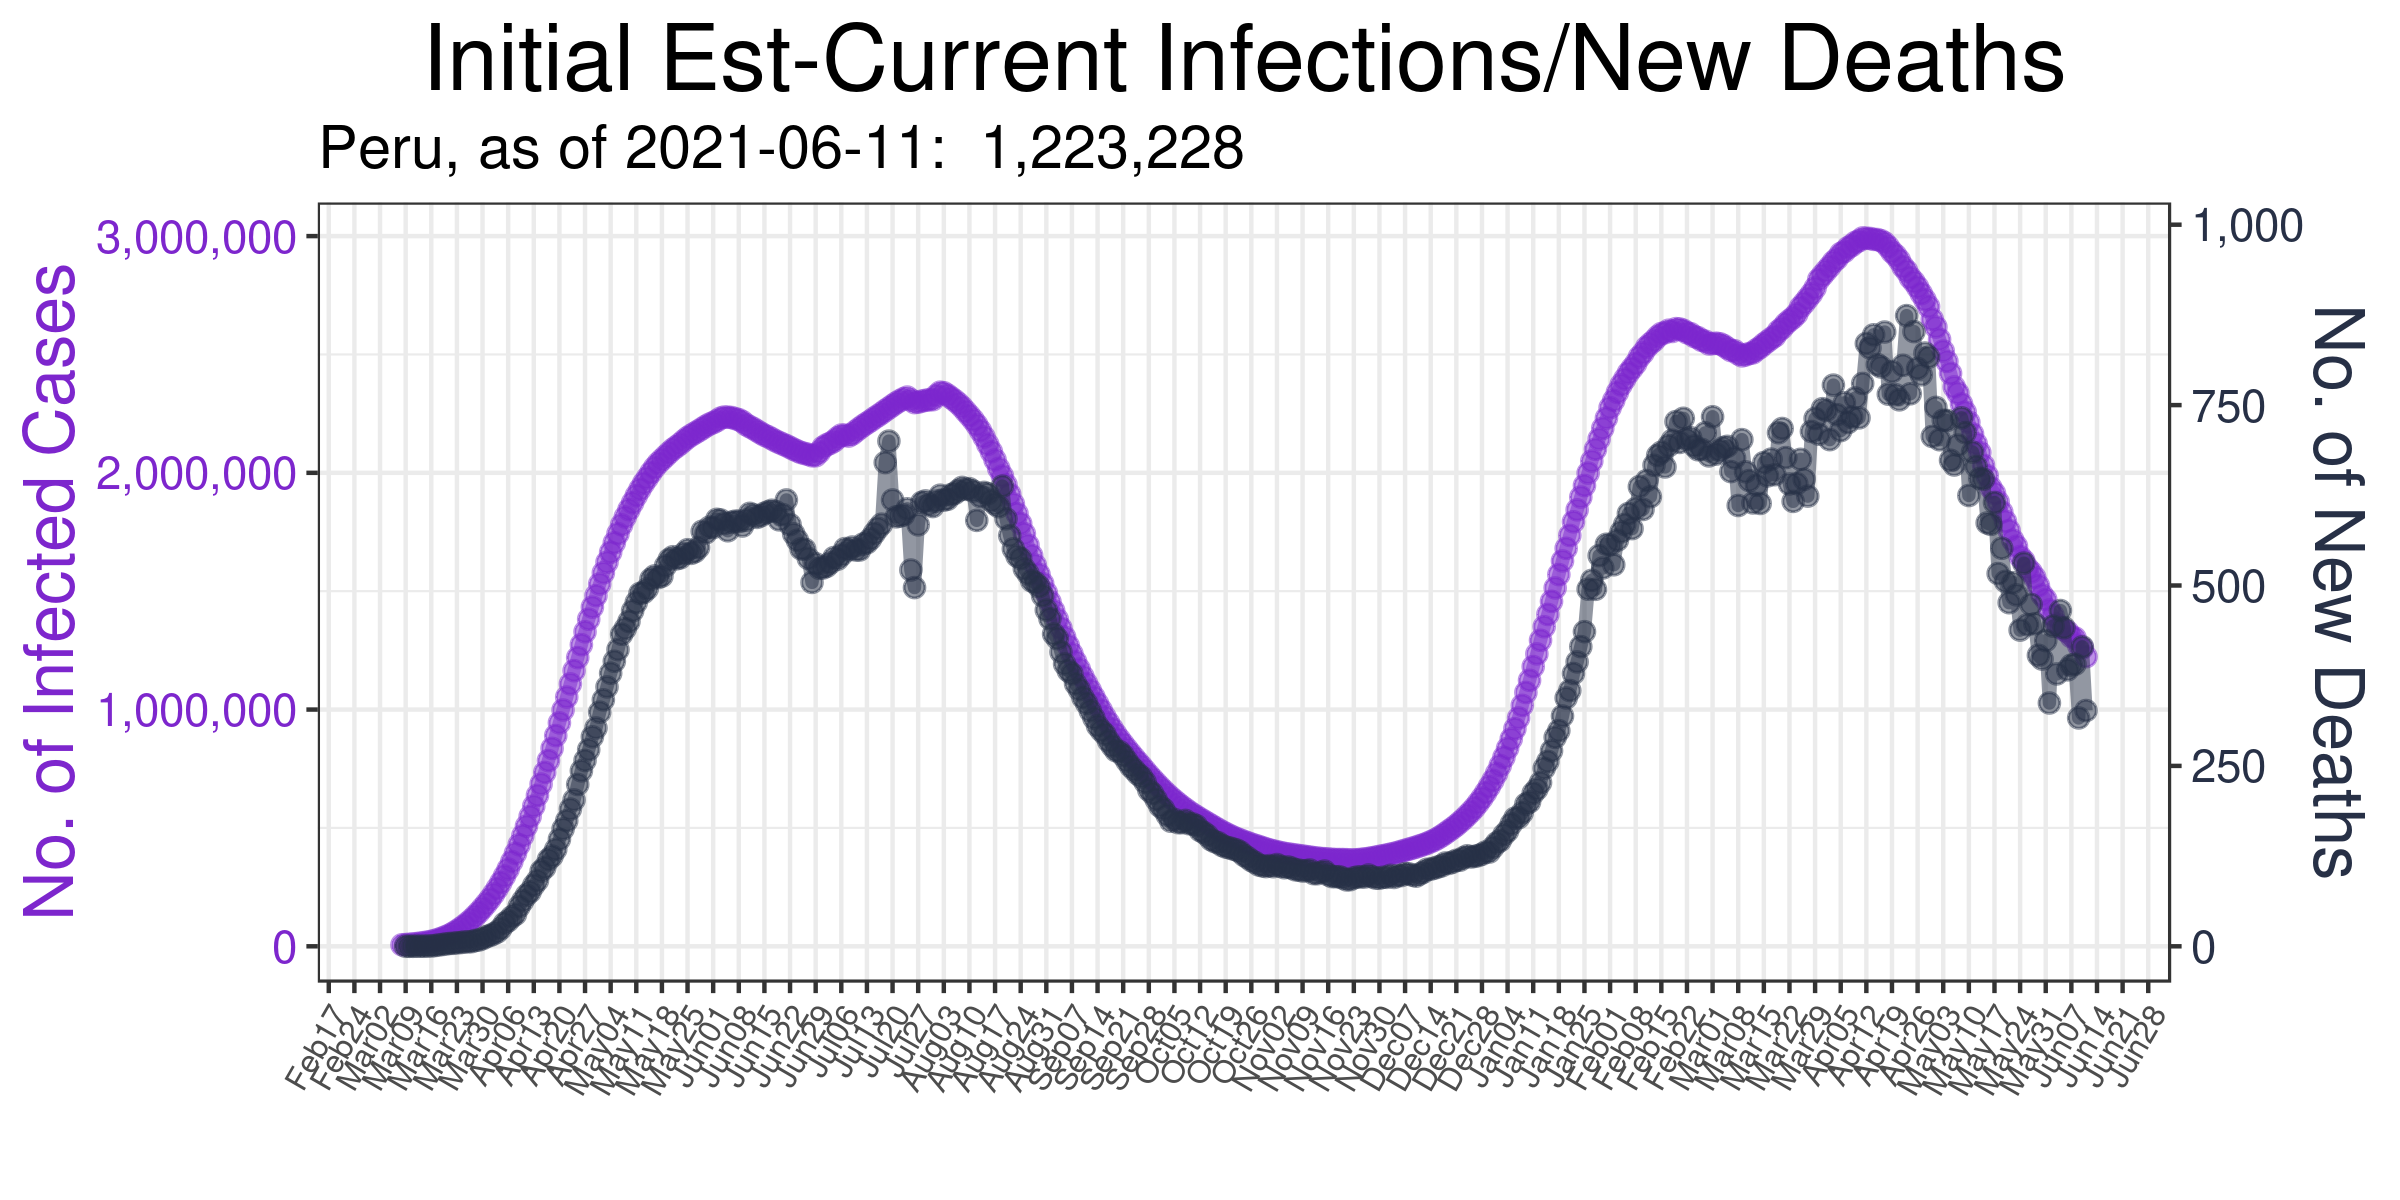 Initial Est-Current Infections/New Deaths
Peru, as of 2021-06-11:  1,223,228
No. of Infected Cases
3,000,000
2,000,000
1,000,000
0
1,000
750
500
250
0
No. of New Deaths
Feb17
Feb24
Mar02
Mar09
Mar16
Mar23
Mar30
Apr06
Apr13
Apr20
Apr27
May04
May11
May18
May25
Jun01
Jun08
Jun15
Jun22
Jun29
Jul06
Jul13
Jul20
Jul27
Aug03
Aug10
Aug17
Aug24
Aug31
Sep07
Sep14
Sep21
Sep28
Oct05
Oct12
Oct19
Oct26
Nov02
Nov09
Nov16
Nov23
Nov30
Dec07
Dec14
Dec21
Dec28
Jan04
Jan11
Jan18
Jan25
Feb01
Feb08
Feb15
Feb22
Mar01
Mar08
Mar15
Mar22
Mar29
Apr05
Apr12
Apr19
Apr26
May03
May10
May17
May24
May31
Jun07
Jun14
Jun21
Jun28